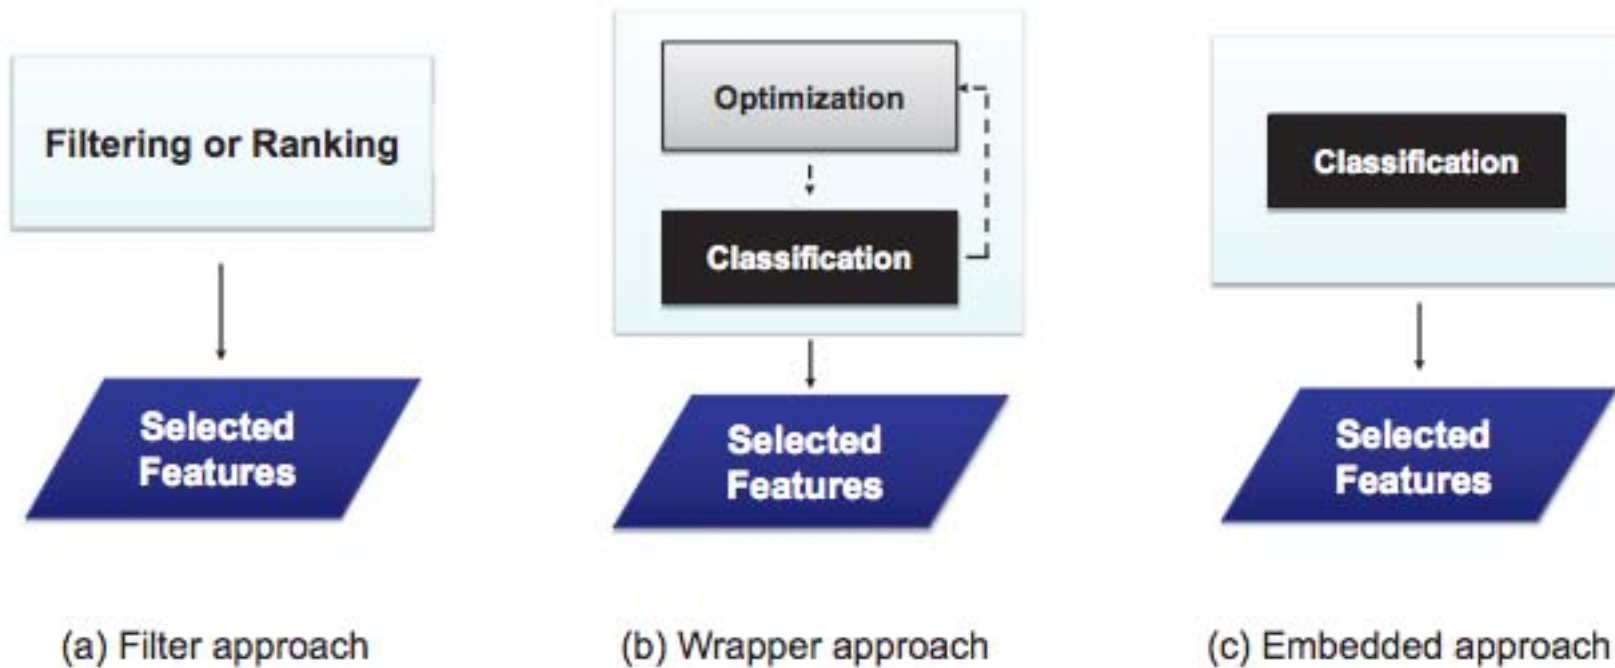 Filtering or Ranking
Selected
Features
(a) Filter approach
Optimization
Classification
Selected
Features
(b) Wrapper approach
Classification
Selected
Features
(c) Embedded approach